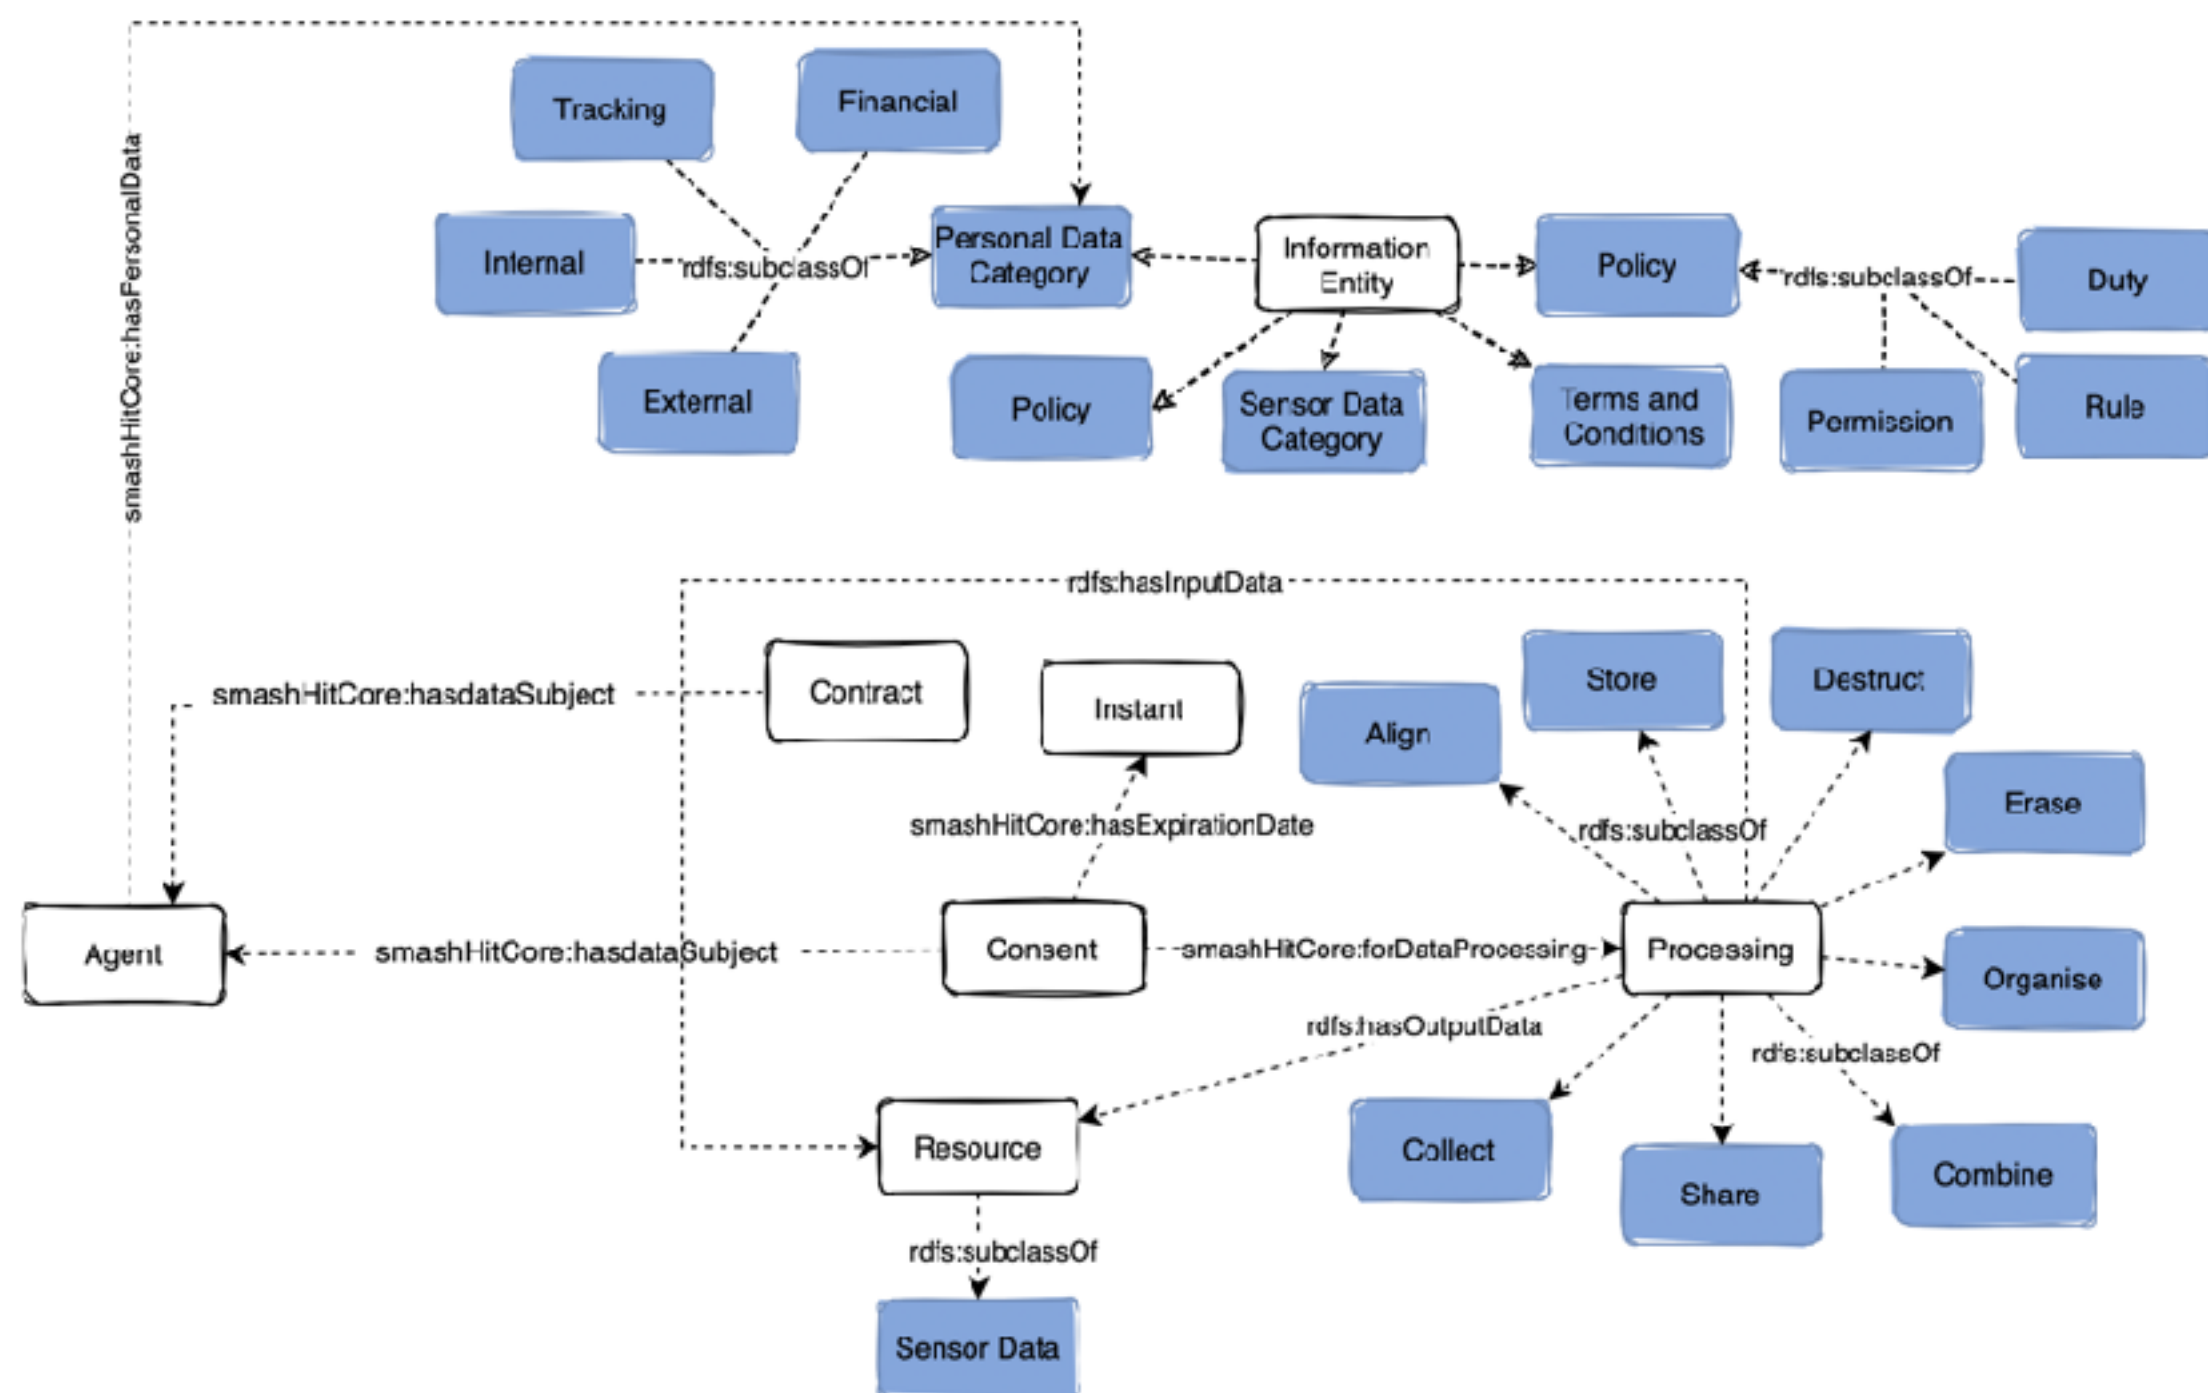 smashHitCore:hasPersonalData
Tracking
Financial
Internal
rdfs:subclassOf
Personal Data
Category
Information
Entity
Policy
rdfs:subclassOf
Duty
External
Policy
Sensor Data
Category
Terms and
Conditions
Permission
Rule
rdfs:hasInputData
smashHitCore:hasdataSubject
Contract
Instant
Align
Store
Destruct
smashHitCore:hasExpirationDate
rdfs:subclassOf
Erase
Agent
smashHitCore:hasdataSubject
Consent
smashHitCore:forDataProcessing
Processing
Organise
rdfs:hasOutputData
rdfs:subclassOf
Resource
Collect
Share
Combine
rdfs:subclassOf
Sensor Data